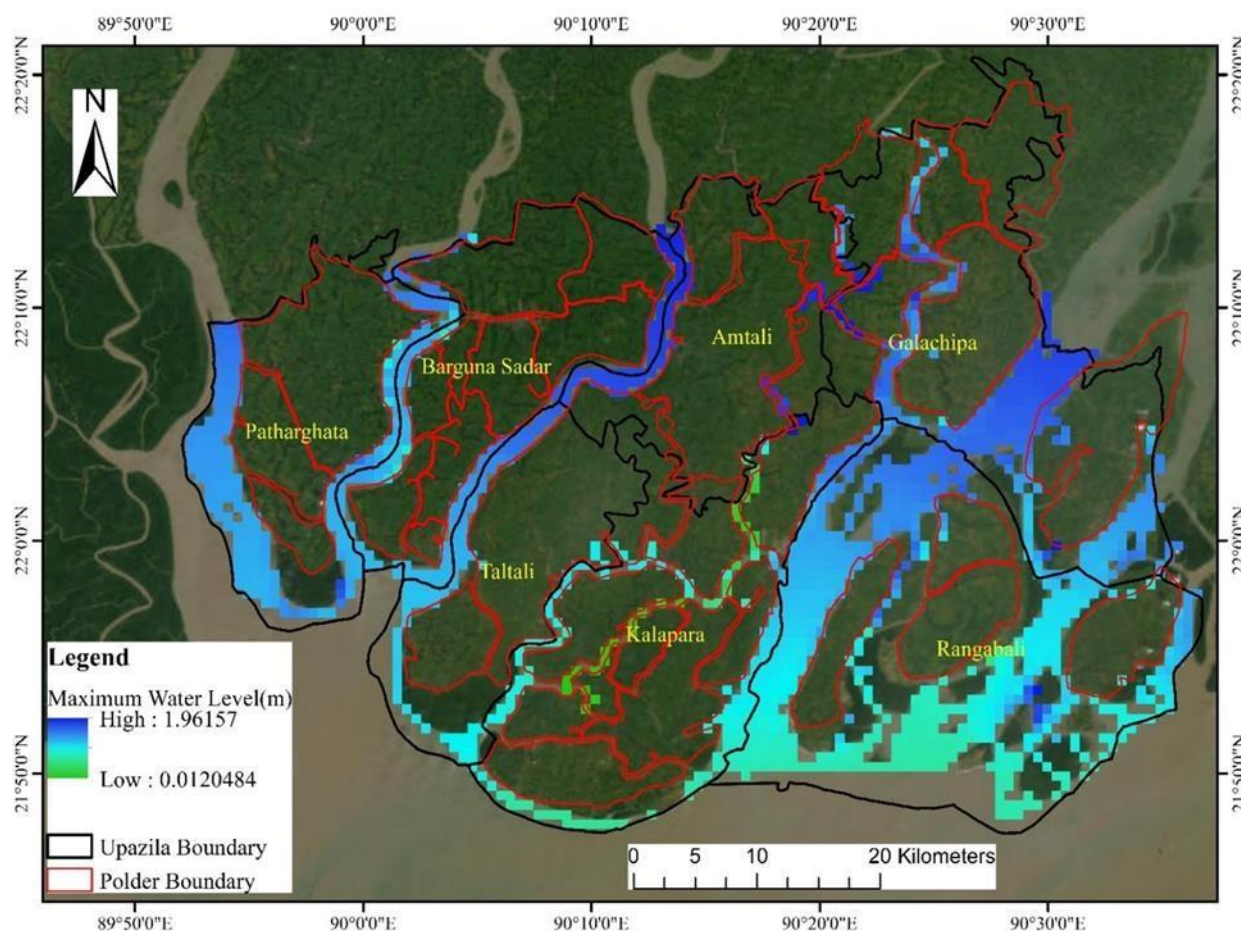 89°50'0"E 90°0'0"E 90°10'0"E 90°20'0"E 90°30'0"E
22°20'0"N 22°20'0"N
N
22°10'0"N 22°10'0"N
Amtali
Galachipa
Barguna Sadar
Patharghata
22°0'0"N 22°0'0"N
Taltali
Kalapara
Rangabali
Legend
Maximum Water Level(m)
High : 1.96157
Low : 0.0120484
21°50'0"N 21°50'0"N
Upazila Boundary
Polder Boundary
0 5 10 20 Kilometers
89°50'0"E 90°0'0"E 90°10'0"E 90°20'0"E 90°30'0"E